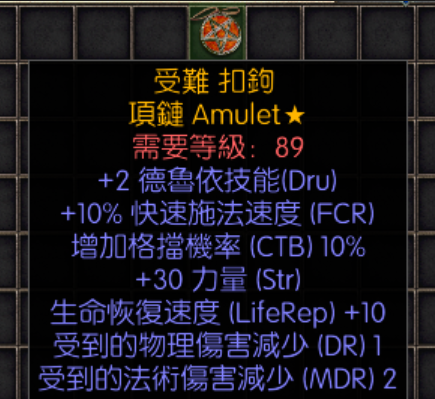 受難 扣鉤
項鏈 Amulet★
需要等級: 89
+2 德魯依技能(Dru)
+10% 快速施法速度 (FCR)
增加格擋機率 (CTB) 10%
+30 力量 (Str)
生命恢復速度 (LifeRep) +10
受到的物理傷害減少 (DR) 1
受到的法術傷害減少 (MDR) 2